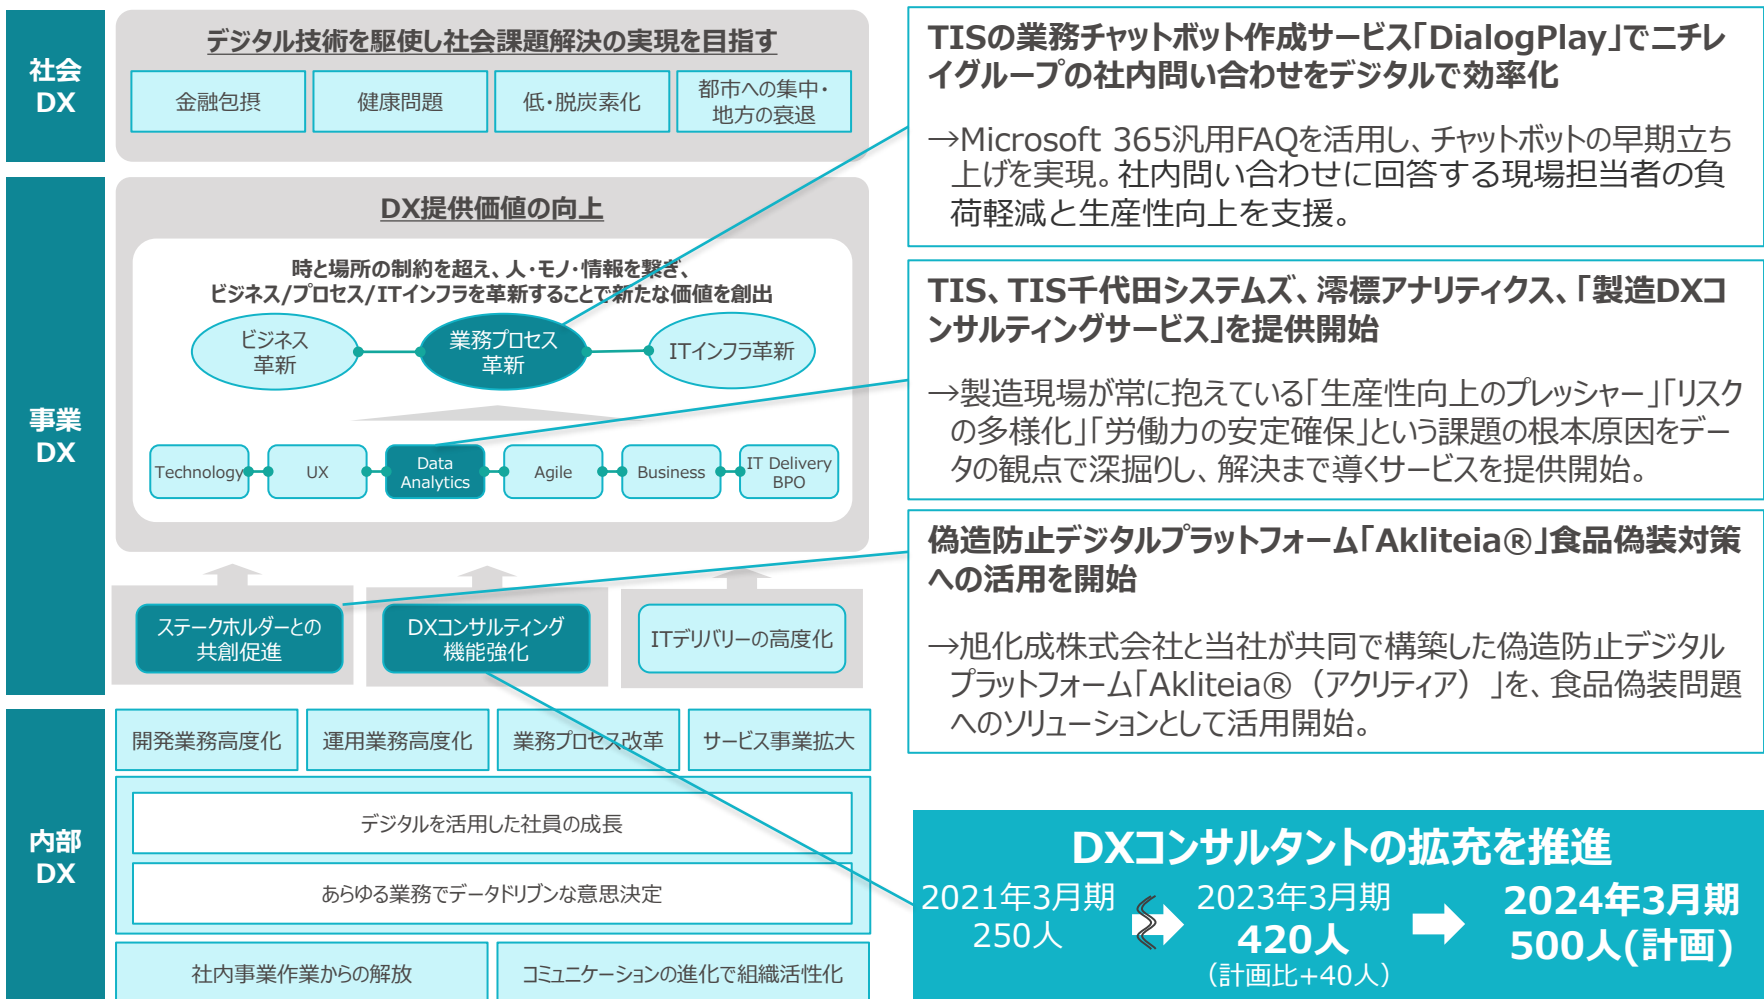 社会
DX
デジタル技術を駆使し社会課題解決の実現を目指す
金融包摂
健康問題
低・脱炭素化
都市への集中・
地方の衰退
事業
DX
DX提供価値の向上
時と場所の制約を超え、人・モノ・情報を繋ぎ、
ビジネス/プロセス/ITインフラを革新することで新たな価値を創出
ビジネス
革新
業務プロセス
革新
ITインフラ革新
Technology
UX
Data
Analytics
Agile
Business
IT Delivery
BPO
ステークホルダーとの
共創促進
DXコンサルティング
機能強化
ITデリバリーの高度化
内部
DX
開発業務高度化
運用業務高度化
業務プロセス改革
サービス事業拡大
デジタルを活用した社員の成長
あらゆる業務でデータドリブンな意思決定
社内事業作業からの解放
コミュニケーションの進化で組織活性化
TISの業務チャットボット作成サービス「DialogPlay」でニチレ
イグループの社内問い合わせをデジタルで効率化
→Microsoft 365汎用FAQを活用し、チャットボットの早期立ち
上げを実現。社内問い合わせに回答する現場担当者の負
荷軽減と生産性向上を支援。
TIS、TIS千代田システムズ、澪標アナリティクス、「製造DXコ
ンサルティングサービス」を提供開始
→製造現場が常に抱えている「生産性向上のプレッシャー」「リスク
の多様化」「労働力の安定確保」という課題の根本原因をデー
タの観点で深掘りし、解決まで導くサービスを提供開始。
偽造防止デジタルプラットフォーム「Akliteia®」食品偽装対策
への活用を開始
→旭化成株式会社と当社が共同で構築した偽造防止デジタル
プラットフォーム「Akliteia®（アクリティア）」を、食品偽装問題
へのソリューションとして活用開始。
DXコンサルタントの拡充を推進
2021年3月期
250人
2023年3月期
420人
（計画比+40人）
2024年3月期
500人(計画)